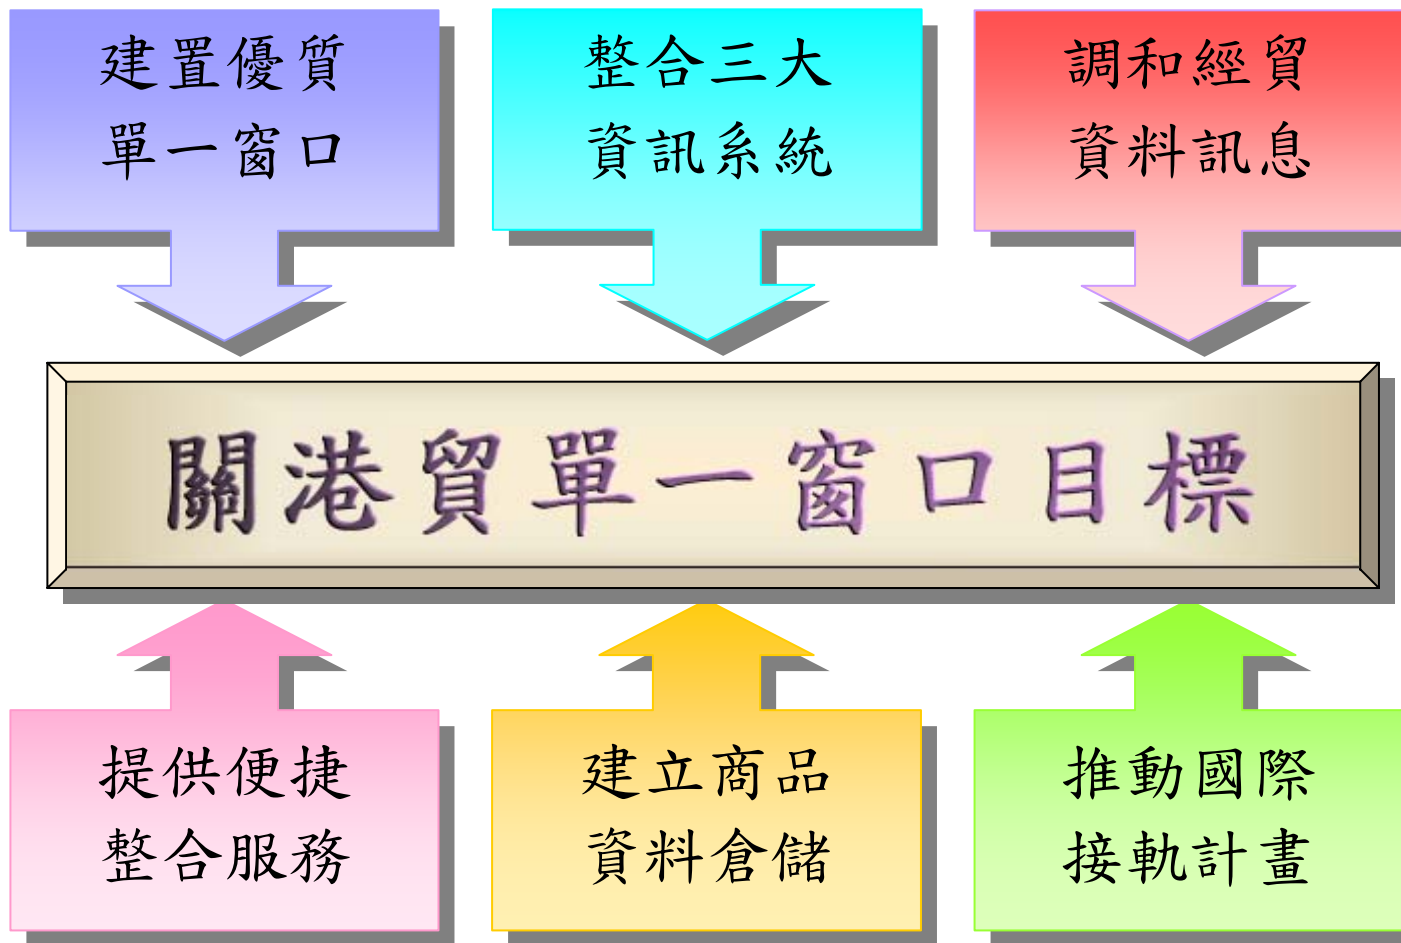 建置優質
單一窗口
整合三大
資訊系統
調和經貿
資料訊息
關港貿單一窗口目標
提供便捷
整合服務
建立商品
資料倉儲
推動國際
接軌計畫